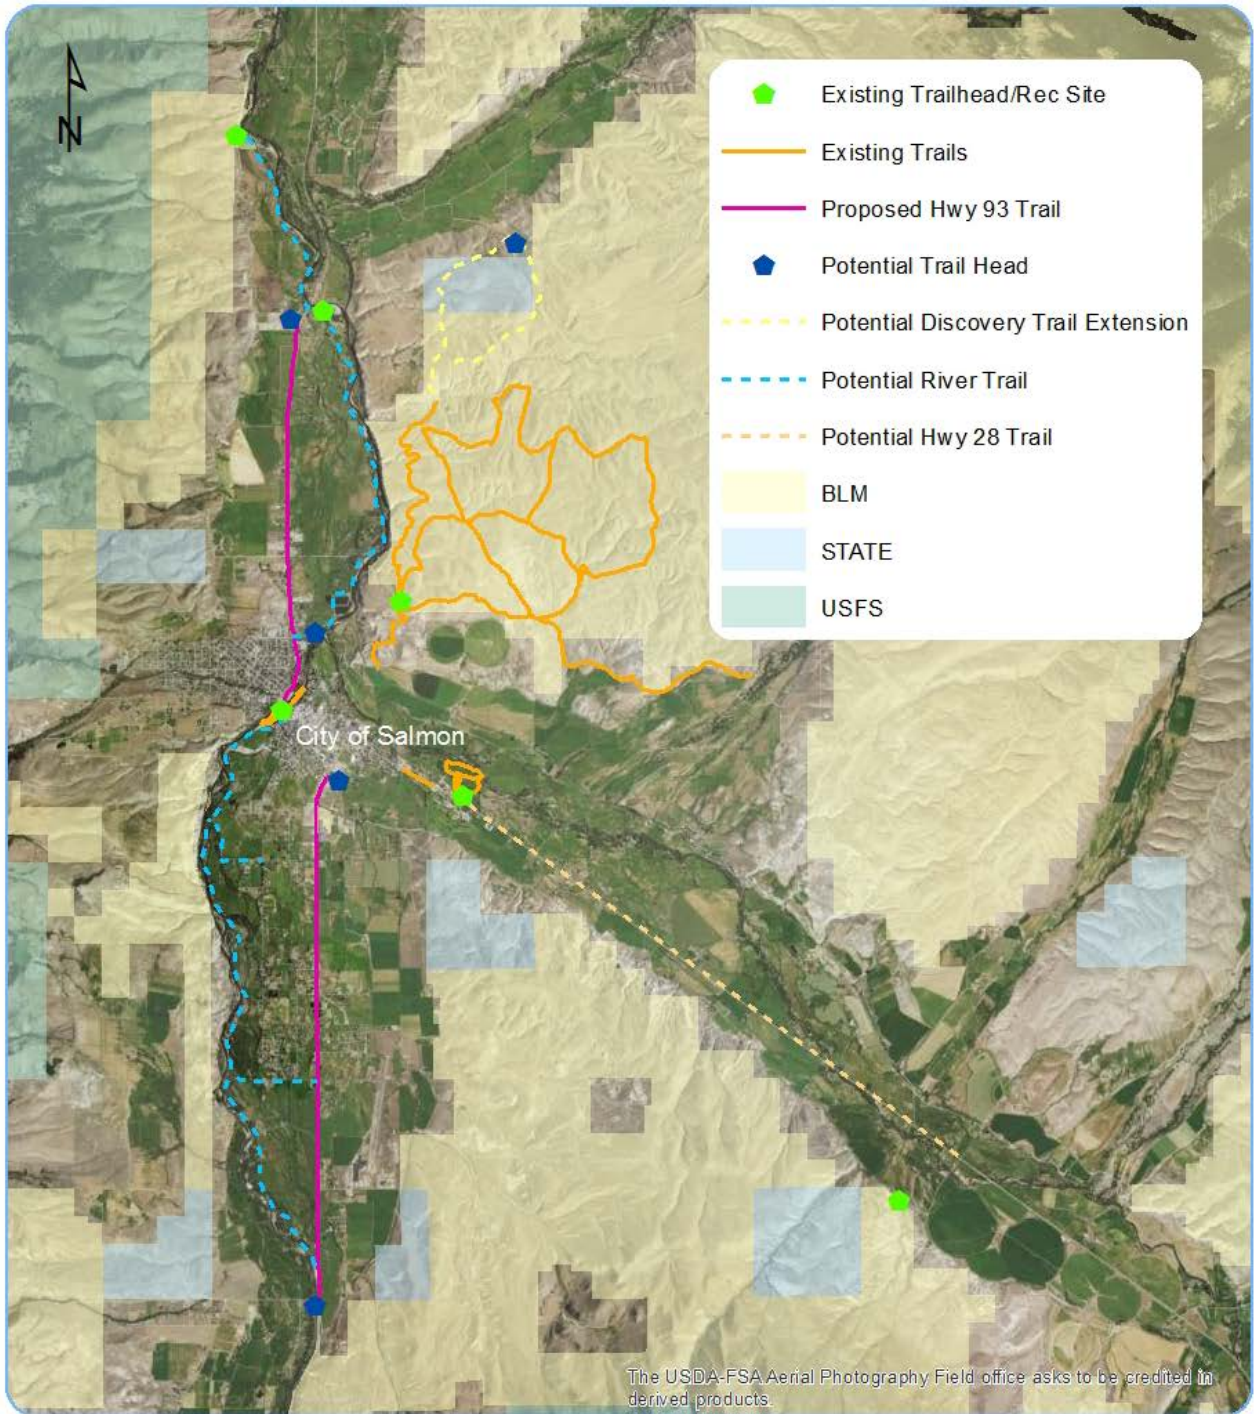 N
Existing Trailhead/Rec Site
Existing Trails
Proposed Hwy 93 Trail
Potential Trail Head
Potential Discovery Trail Extension
Potential River Trail
Potential Hwy 28 Trail
BLM
STATE
USFS
City of Salmon
The USDA-FSA Aerial Photography Field office asks to be credited in
derived products.